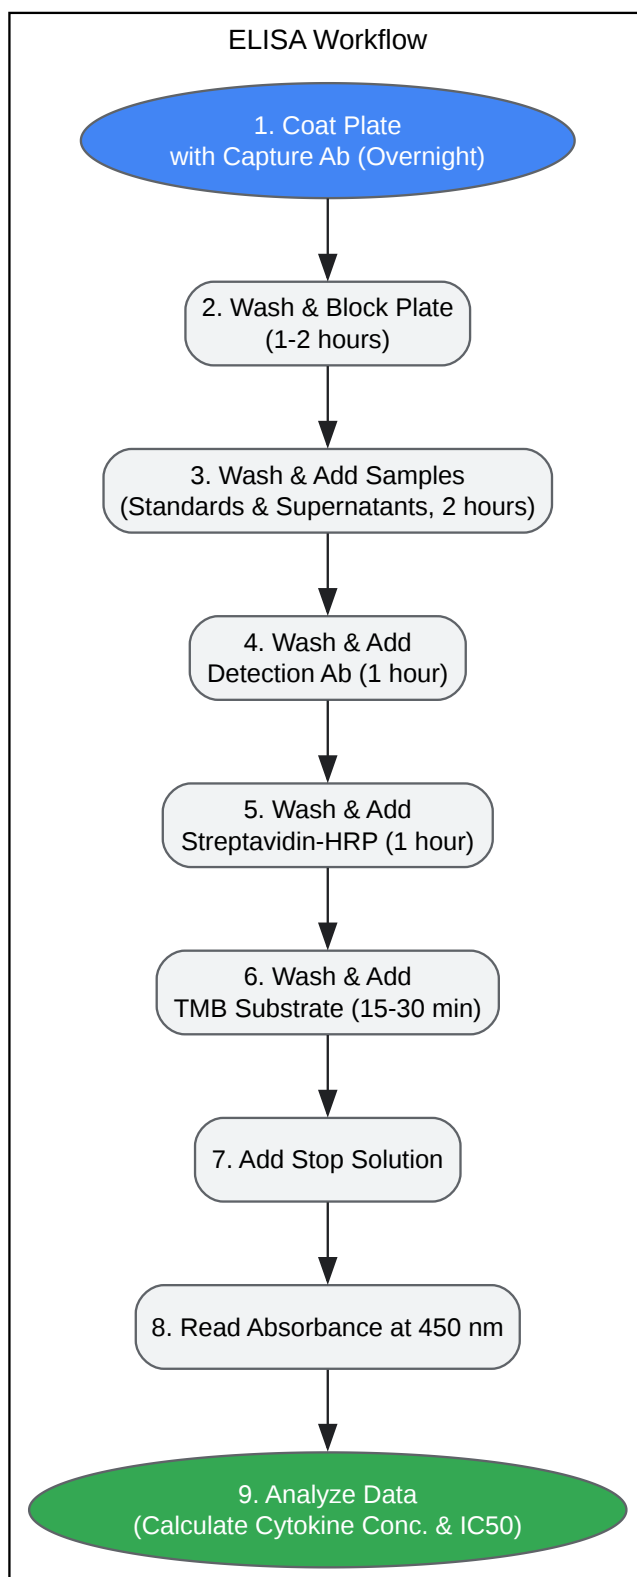 ELISA Workflow
1. Coat Plate
with Capture Ab (Overnight)
2. Wash & Block Plate
(1-2 hours)
3. Wash & Add Samples
(Standards & Supernatants, 2 hours)
4. Wash & Add
Detection Ab (1 hour)
5. Wash & Add
Streptavidin-HRP (1 hour)
6. Wash & Add
TMB Substrate (15-30 min)
7. Add Stop Solution
8. Read Absorbance at 450 nm
9. Analyze Data
(Calculate Cytokine Conc. & IC50)